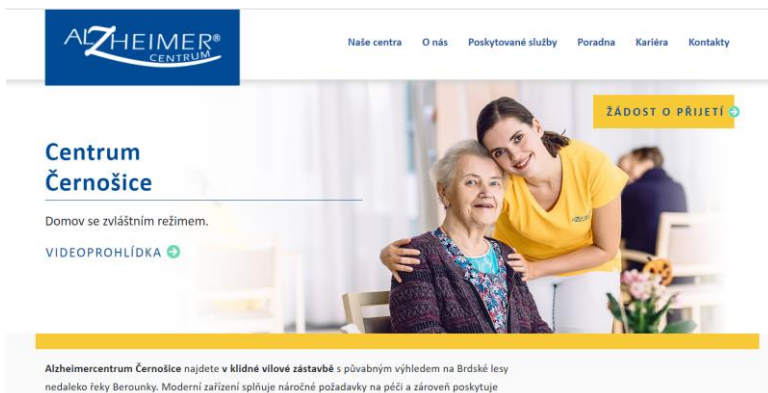 ALZHEIMER®
CENTRUM
Naše centra O nás Poskytované služby Poradna Kariéra Kontakty
ŽÁDOST O PŘIJETÍ
Centrum
Černošice
Domov se zvláštním režimem.
VIDEOPROHLÍDKA
Alzheimercentrum Černošice najdete v klidné vilové zástavbě s půvabným výhledem na Brdské lesy
nedaleko řeky Berounky. Moderní zařízení splňuje náročné požadavky na péči a zároveň poskytuje